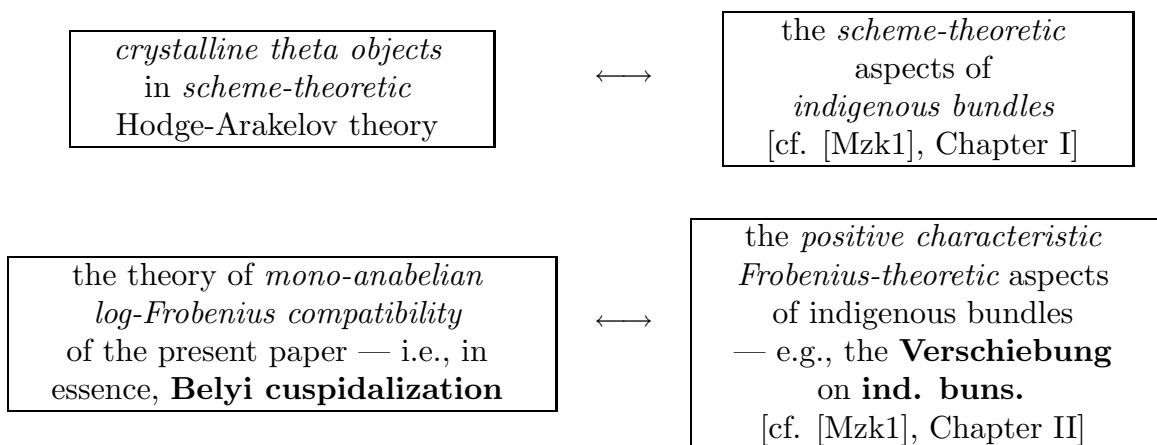 crystalline theta objects
in scheme-theoretic
Hodge-Arakelov theory
←→
the scheme-theoretic
aspects of
indigenous bundles
[cf. [Mzk1], Chapter I]
the theory of mono-anabelian
log-Frobenius compatibility
of the present paper — i.e., in
essence, Belyi cuspidalization
←→
the positive characteristic
Frobenius-theoretic aspects
of indigenous bundles
— e.g., the Verschiebung
on ind. buns.
[cf. [Mzk1], Chapter II]